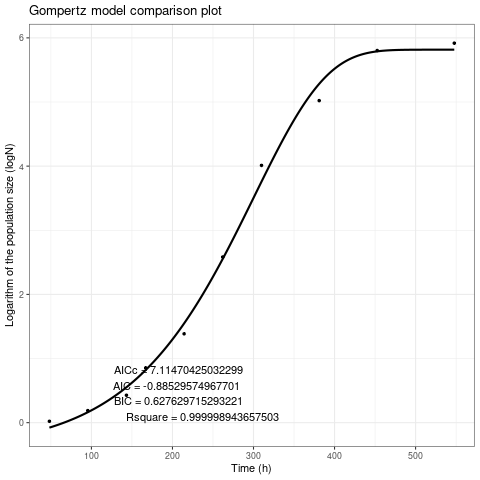 Gompertz model comparison plot
Logarithm of the population size (logN)
6
4
2
0
AICc = 7.11470425032299
AIC = -0.88529574967701
BIC = 0.627629715293221
Rsquare = 0.999998943657503
100 200 300 400 500
Time (h)